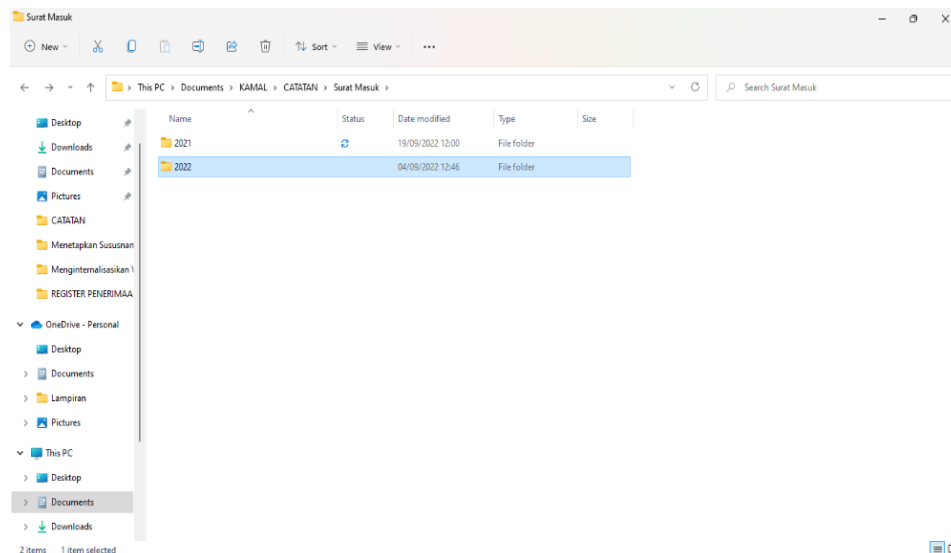 Surat Masuk
New
Sort
View
This PC > Documents > KAMAL > CATATAN > Surat Masuk >
Search Surat Masuk
Name Status Date modified Type Size
2021 19/09/2022 12:00 File folder
2022 04/09/2022 12:46 File folder
Desktop
Downloads
Documents
Pictures
CATATAN
Menetapkan Sususnan
Menginternalisasikan
REGISTER PENERIMAA
OneDrive - Personal
Desktop
Documents
Lampiran
Pictures
This PC
Desktop
Documents
Downloads
2 items 1 item selected